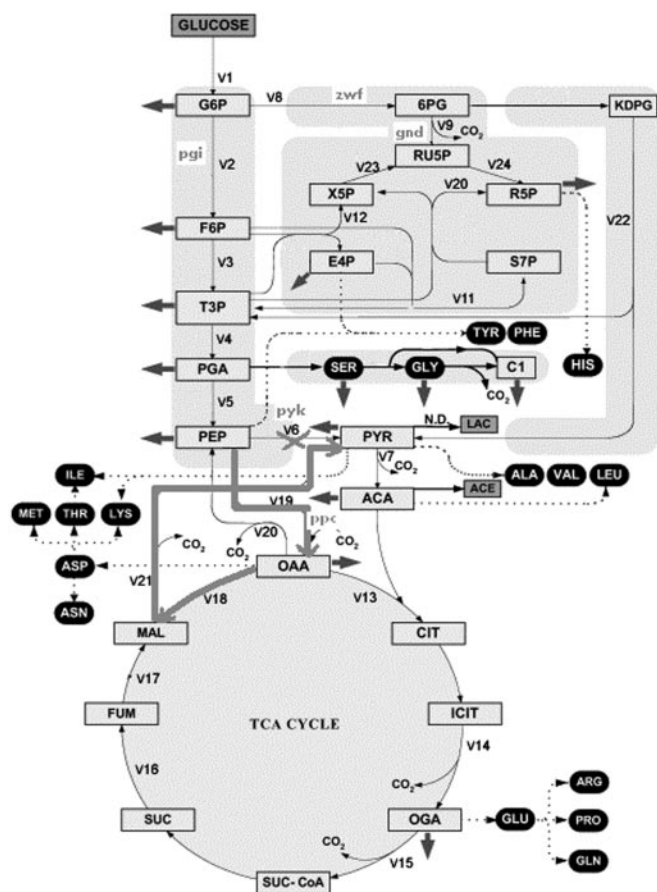 GLUCOSE
V1
G6P
V8
zwf
6PG
KDPG
V9
CO2
gnd
pgi
RU5P
V2
V23
V24
X5P
V20
R5P
V12
V22
F6P
E4P
S7P
V3
V11
T3P
TYR
PHE
V4
HIS
PGA
SER
GLY
C1
CO2
V5
pyk
N.D.
LAC
PEP
V6
PYR
V7
CO2
ILE
ALA
VAL
LEU
ACA
ACE
MET
THR
LYS
V19
ppc
V20
CO2
CO2
CO2
ASP
OAA
V21
V18
V13
ASN
MAL
CIT
V17
FUM
TCA CYCLE
ICIT
V14
V16
CO2
ARG
SUC
OGA
GLU
PRO
CO2
V15
GLN
SUC-CoA